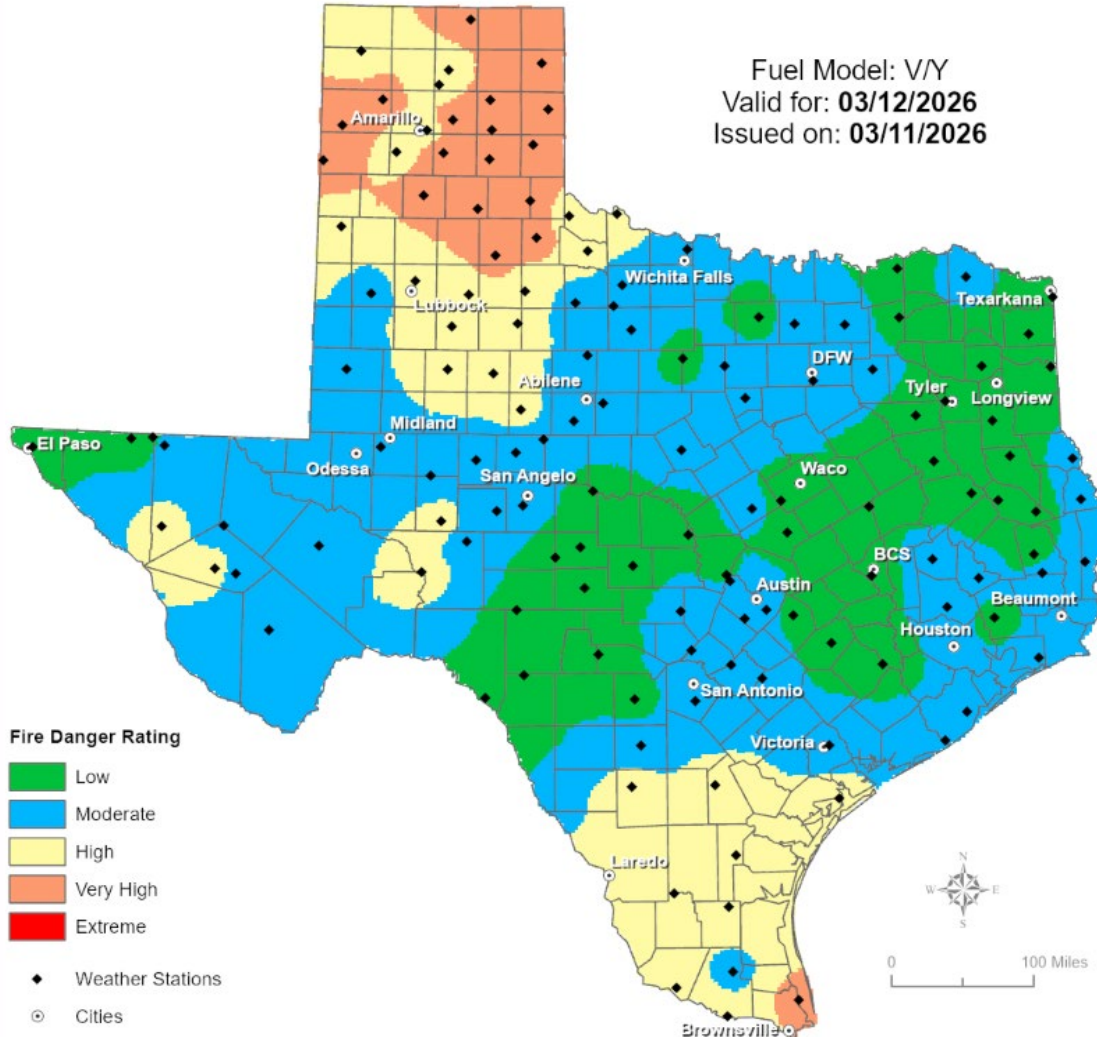 Fuel Model: V/Y
Valid for: 03/12/2026
Issued on: 03/11/2026
Amarillo
Wichita Falls
Lubbock
Texarkana
DFW
Abilene
Tyler
Longview
Midland
El Paso
Odessa
San Angelo
Waco
BCS
Austin
Beaumont
Houston
San Antonio
Victoria
Fire Danger Rating
Low
Moderate
High
Very High
Extreme
Weather Stations
Cities
Laredo
Brownsville
N
W E
S
0 100 Miles